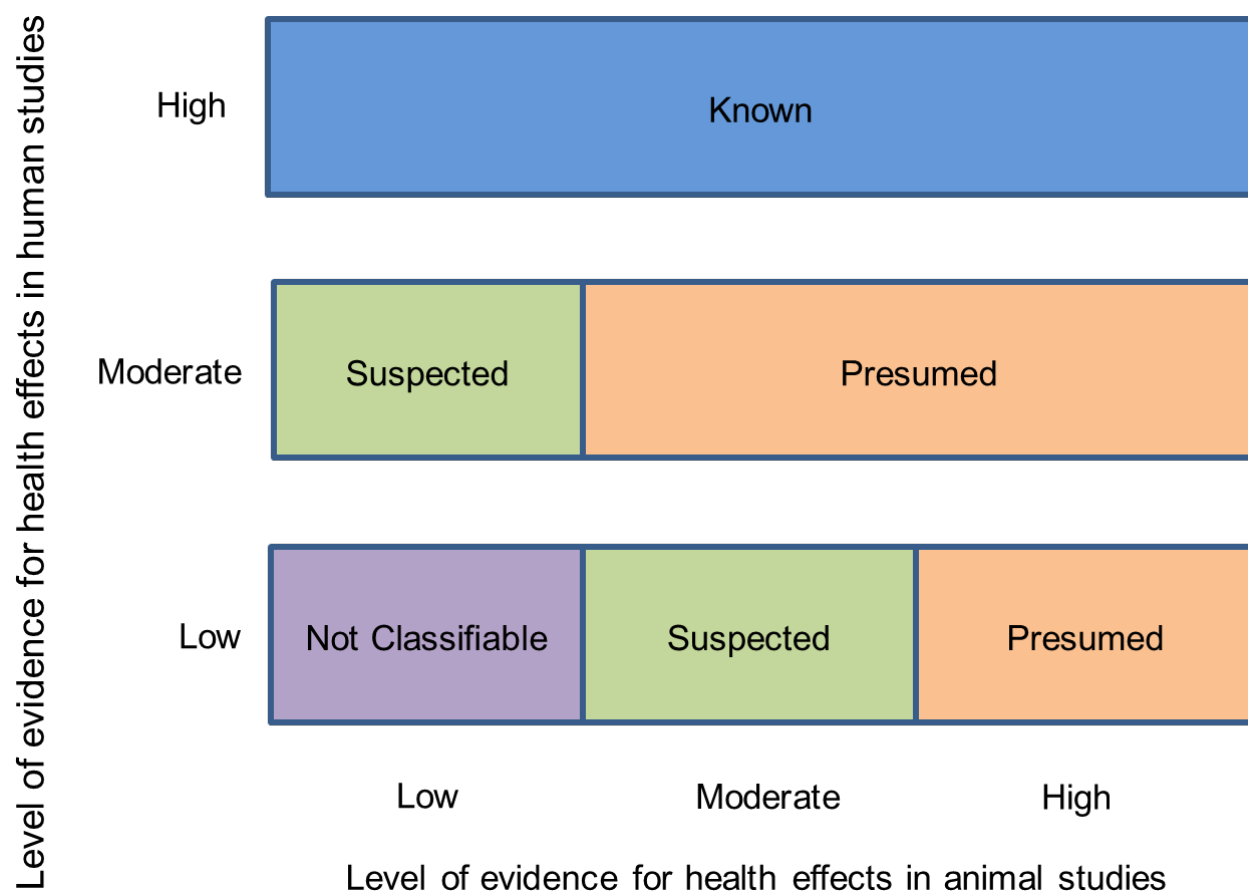 Level of evidence for health effects in human studies
High
Known
Moderate
Suspected
Presumed
Low
Not Classifiable
Suspected
Presumed
Low
Moderate
High
Level of evidence for health effects in animal studies